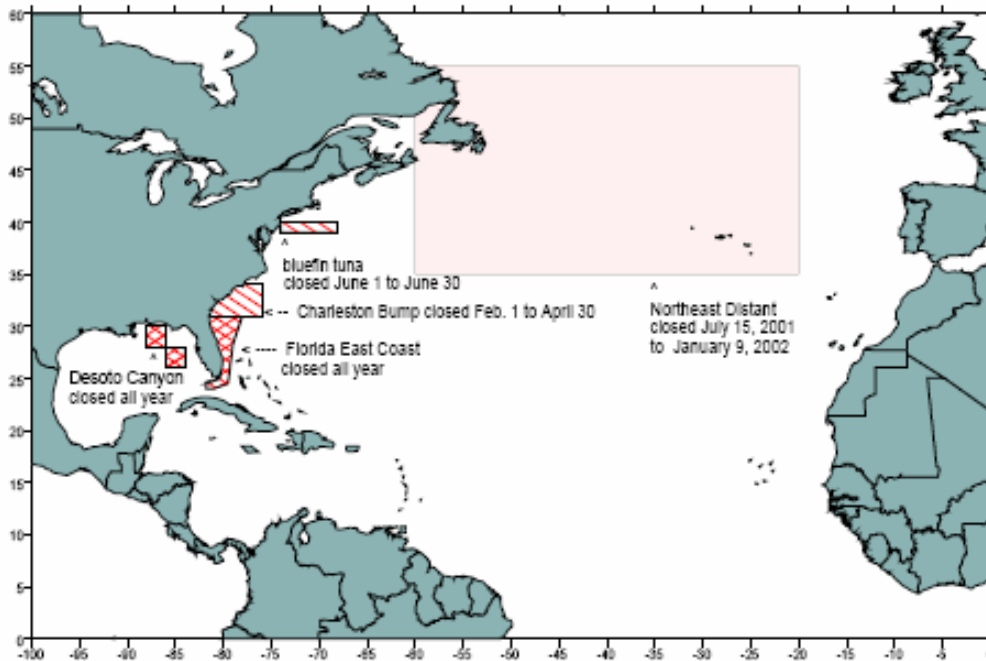 60
55
50
45
40
35
30
25
20
15
10
5
0
-100 -95 -90 -85 -80 -75 -70 -65 -60 -55 -50 -45 -40 -35 -30 -25 -20 -15 -10 -5
bluefin tuna
closed June 1 to June 30
Charleston Bump closed Feb. 1 to April 30
Florida East Coast
closed all year
Desoto Canyon
closed all year
Northeast Distant
closed July 15, 2001
to January 9, 2002